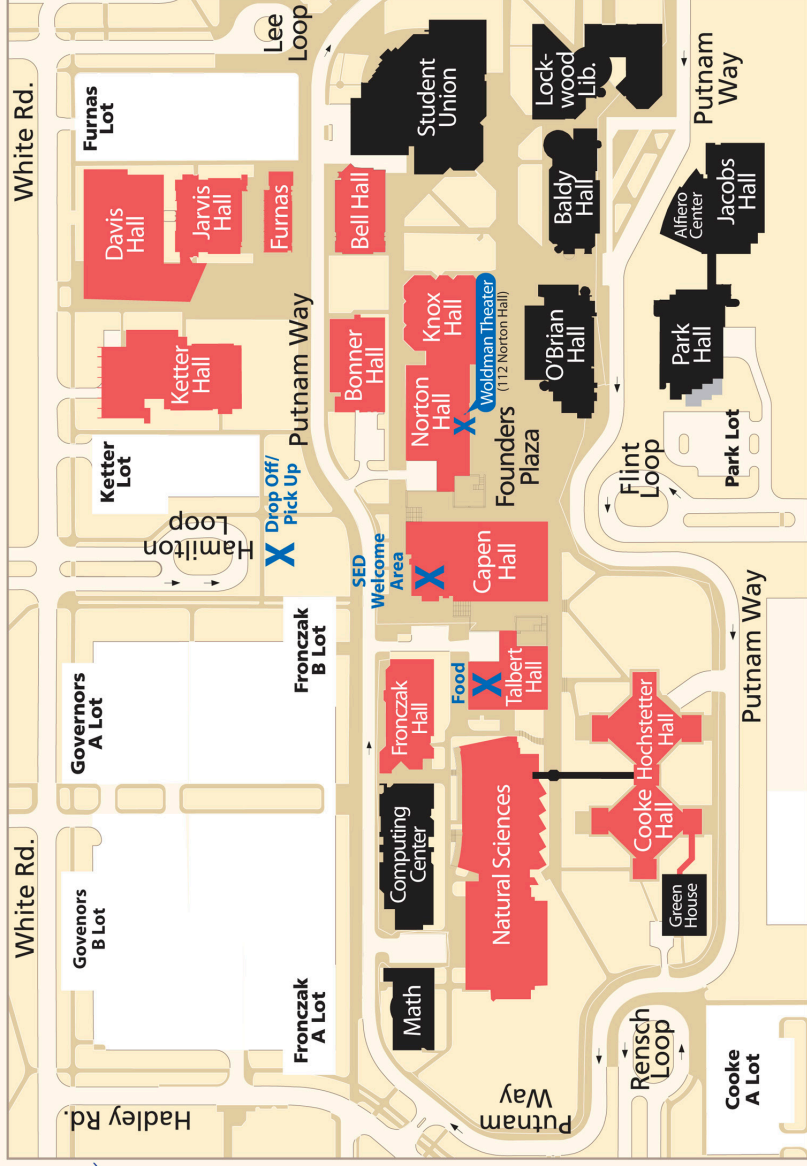 White Rd.
White Rd.
Hadley Rd.
Govenors
B Lot
Governors
A Lot
Ketter
Lot
Furnas
Lot
Davis
Hall
Ketter
Hall
Jarvis
Hall
Hamilton
Loop
Drop Off/
Pick Up
X
Furnas
Lee
Loop
Fronczak
A Lot
Fronczak
B Lot
Putnam Way
SED
Welcome
Area
X
Math
Computing
Center
Fronczak
Hall
Bonner
Hall
Bell Hall
Student
Union
Food
X
Talbert
Hall
Capen
Hall
Norton
Hall
Knox
Hall
X
Woldman Theater
(112 Norton Hall)
Natural Sciences
Founders
Plaza
Putnam
Way
O'Brian
Hall
Baldy
Hall
Lock-
wood
Lib.
Rensch
Loop
Cooke
Hall
Hochstetter
Hall
Green
House
Flint
Loop
Park
Hall
Alfiero
Center
Jacobs
Hall
Putnam
Way
Cooke
A Lot
Putnam Way
Park Lot